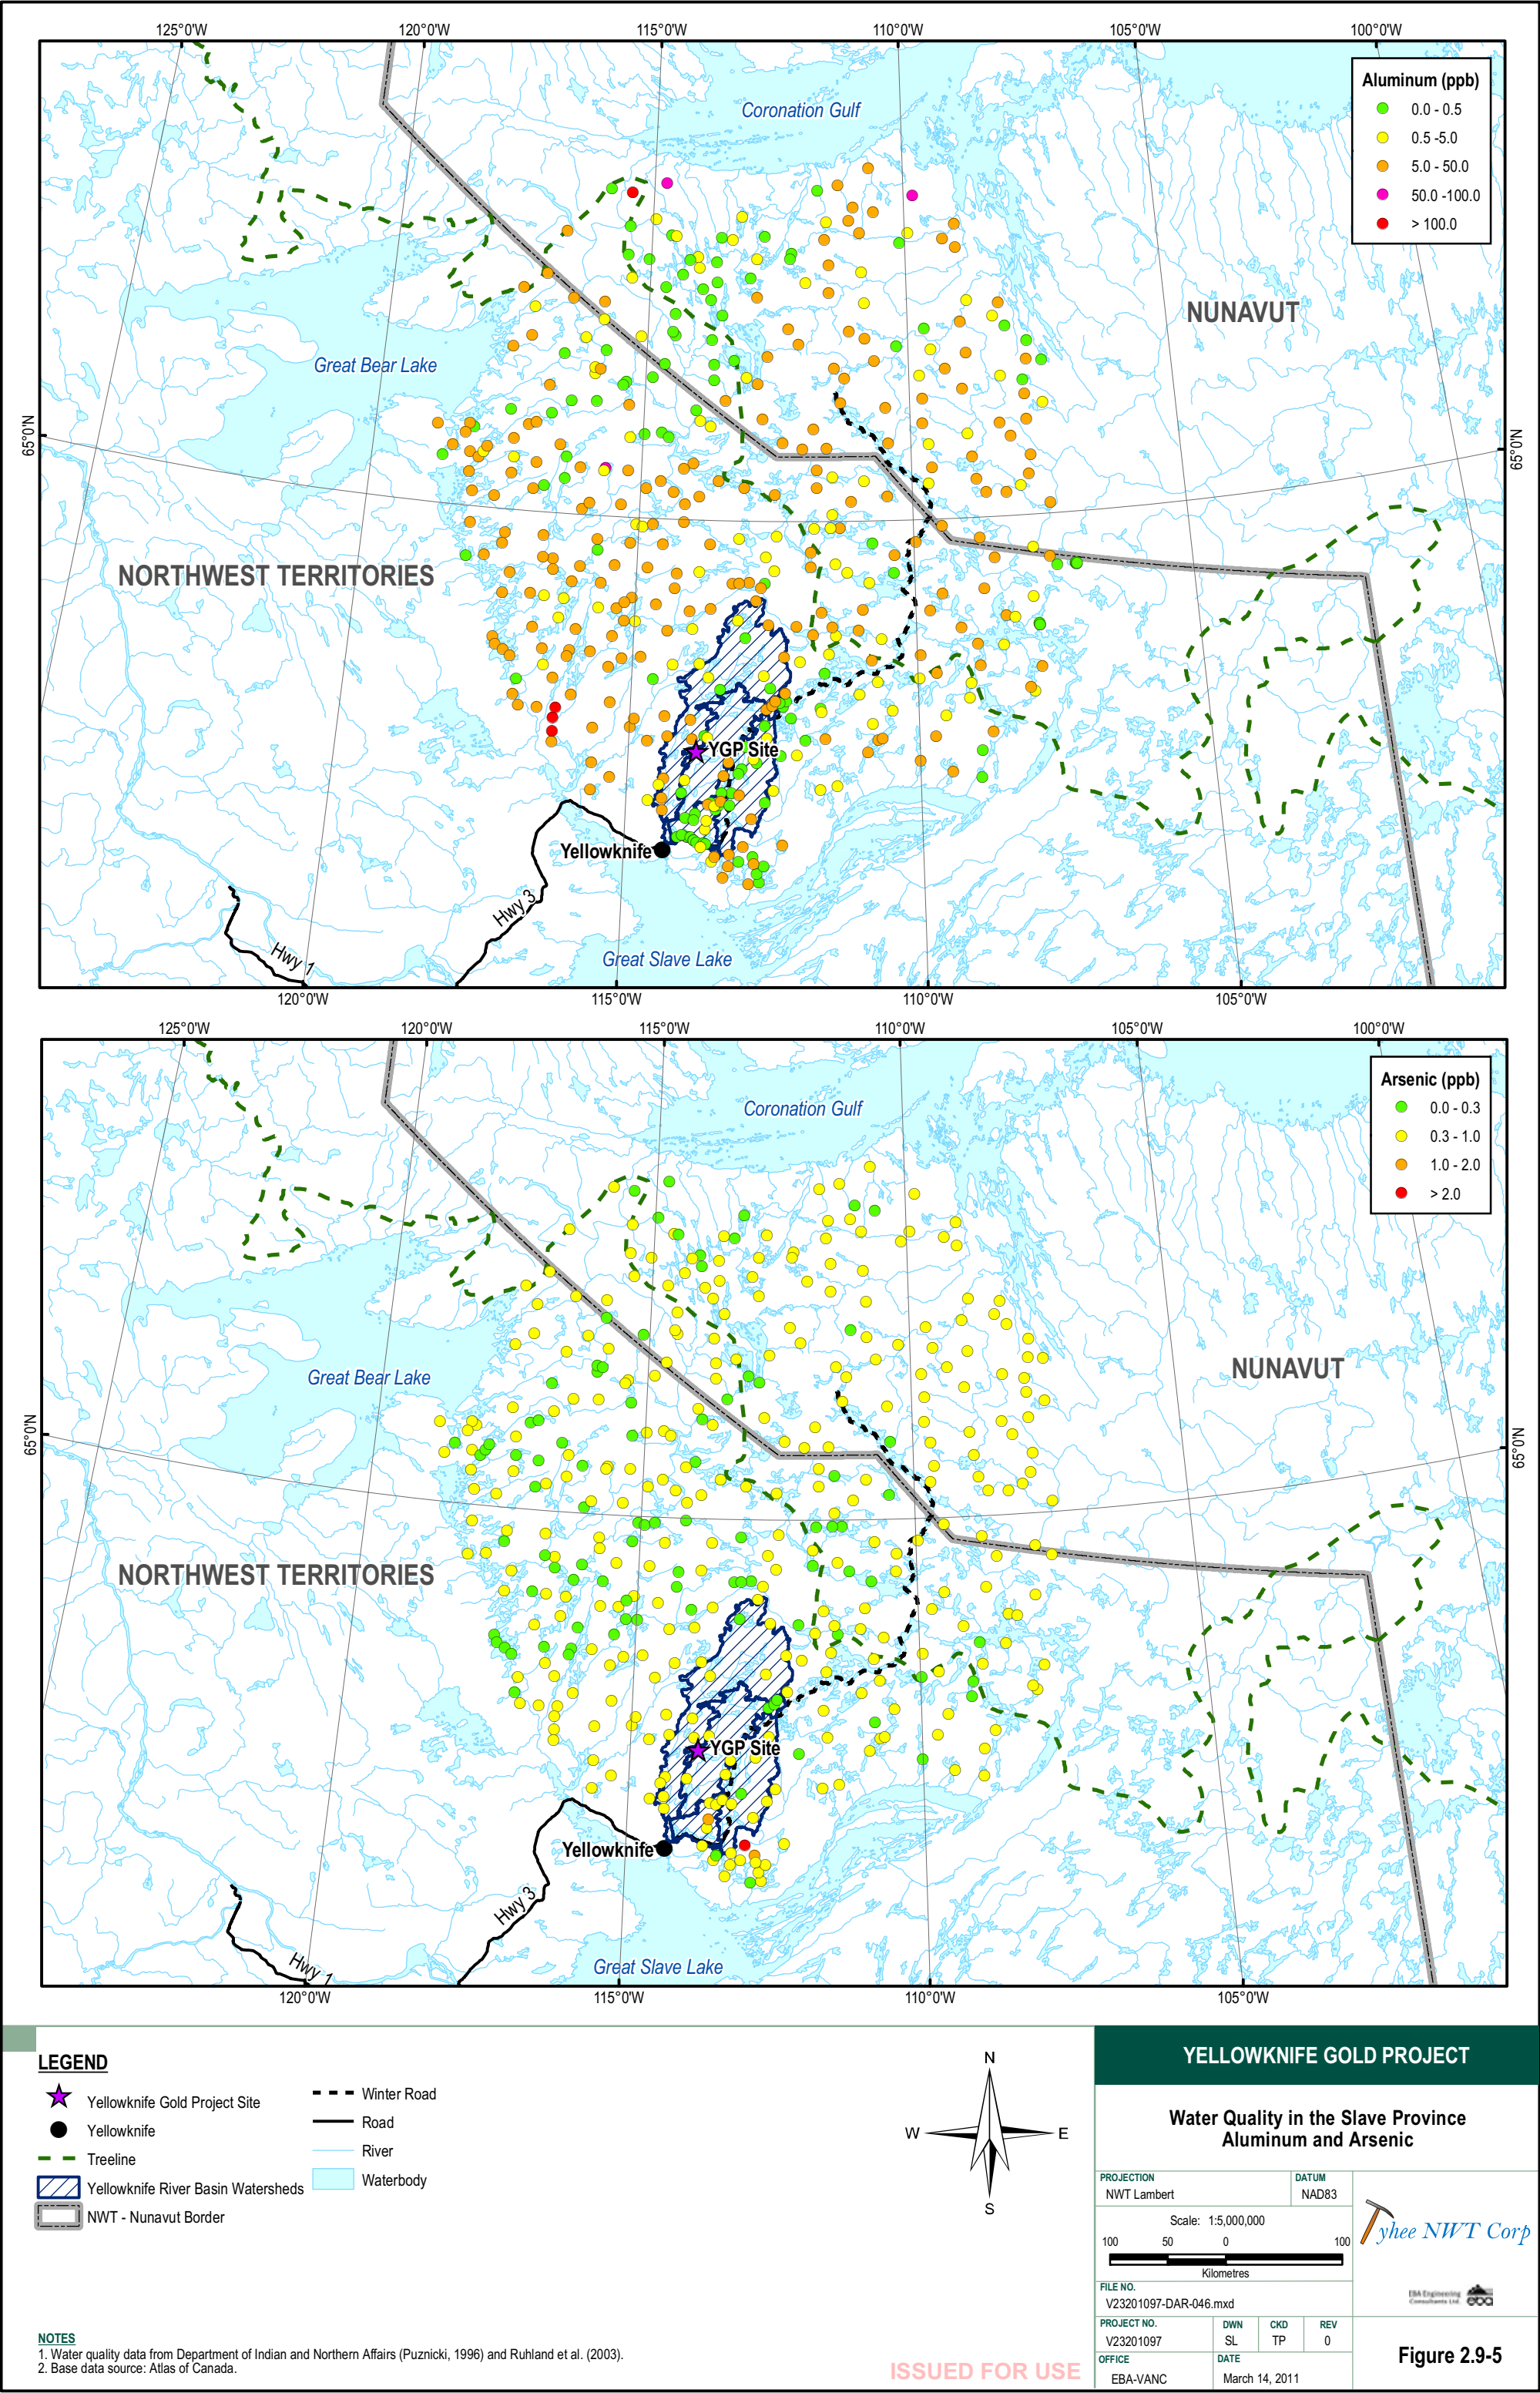 125°0'W 120°0'W 115°0'W 110°0'W 105°0'W 100°0'W
Aluminum (ppb)
0.0 - 0.5
0.5 -5.0
5.0 - 50.0
50.0 -100.0
> 100.0
Coronation Gulf
NUNAVUT
Great Bear Lake
65°0'N
65°0'N
NORTHWEST TERRITORIES
YGP Site
Yellowknife
Hwy 3
Hwy 1
Great Slave Lake
120°0'W 115°0'W 110°0'W 105°0'W
125°0'W 120°0'W 115°0'W 110°0'W 105°0'W 100°0'W
Arsenic (ppb)
0.0 - 0.3
0.3 - 1.0
1.0 - 2.0
> 2.0
Coronation Gulf
NUNAVUT
Great Bear Lake
65°0'N
65°0'N
NORTHWEST TERRITORIES
YGP Site
Yellowknife
Hwy 3
Hwy 1
Great Slave Lake
120°0'W 115°0'W 110°0'W 105°0'W
LEGEND
Yellowknife Gold Project Site
Yellowknife
Treeline
Yellowknife River Basin Watersheds
NWT - Nunavut Border
Winter Road
Road
River
Waterbody
N
W E
S
NOTES
1. Water quality data from Department of Indian and Northern Affairs (Puznicki, 1996) and Ruhland et al. (2003).
2. Base data source: Atlas of Canada.
ISSUED FOR USE
YELLOWKNIFE GOLD PROJECT
Water Quality in the Slave Province
Aluminum and Arsenic
PROJECTION
NWT Lambert
DATUM
NAD83
Scale: 1:5,000,000
100 50 0 100
Kilometres
FILE NO.
V23201097-DAR-046.mxd
PROJECT NO.
V23201097
DWN
SL
CKD
TP
REV
0
OFFICE
EBA-VANC
DATE
March 14, 2011
Tyhee NWT Corp
EBA Engineering
Consultants Ltd.
eba
Figure 2.9-5